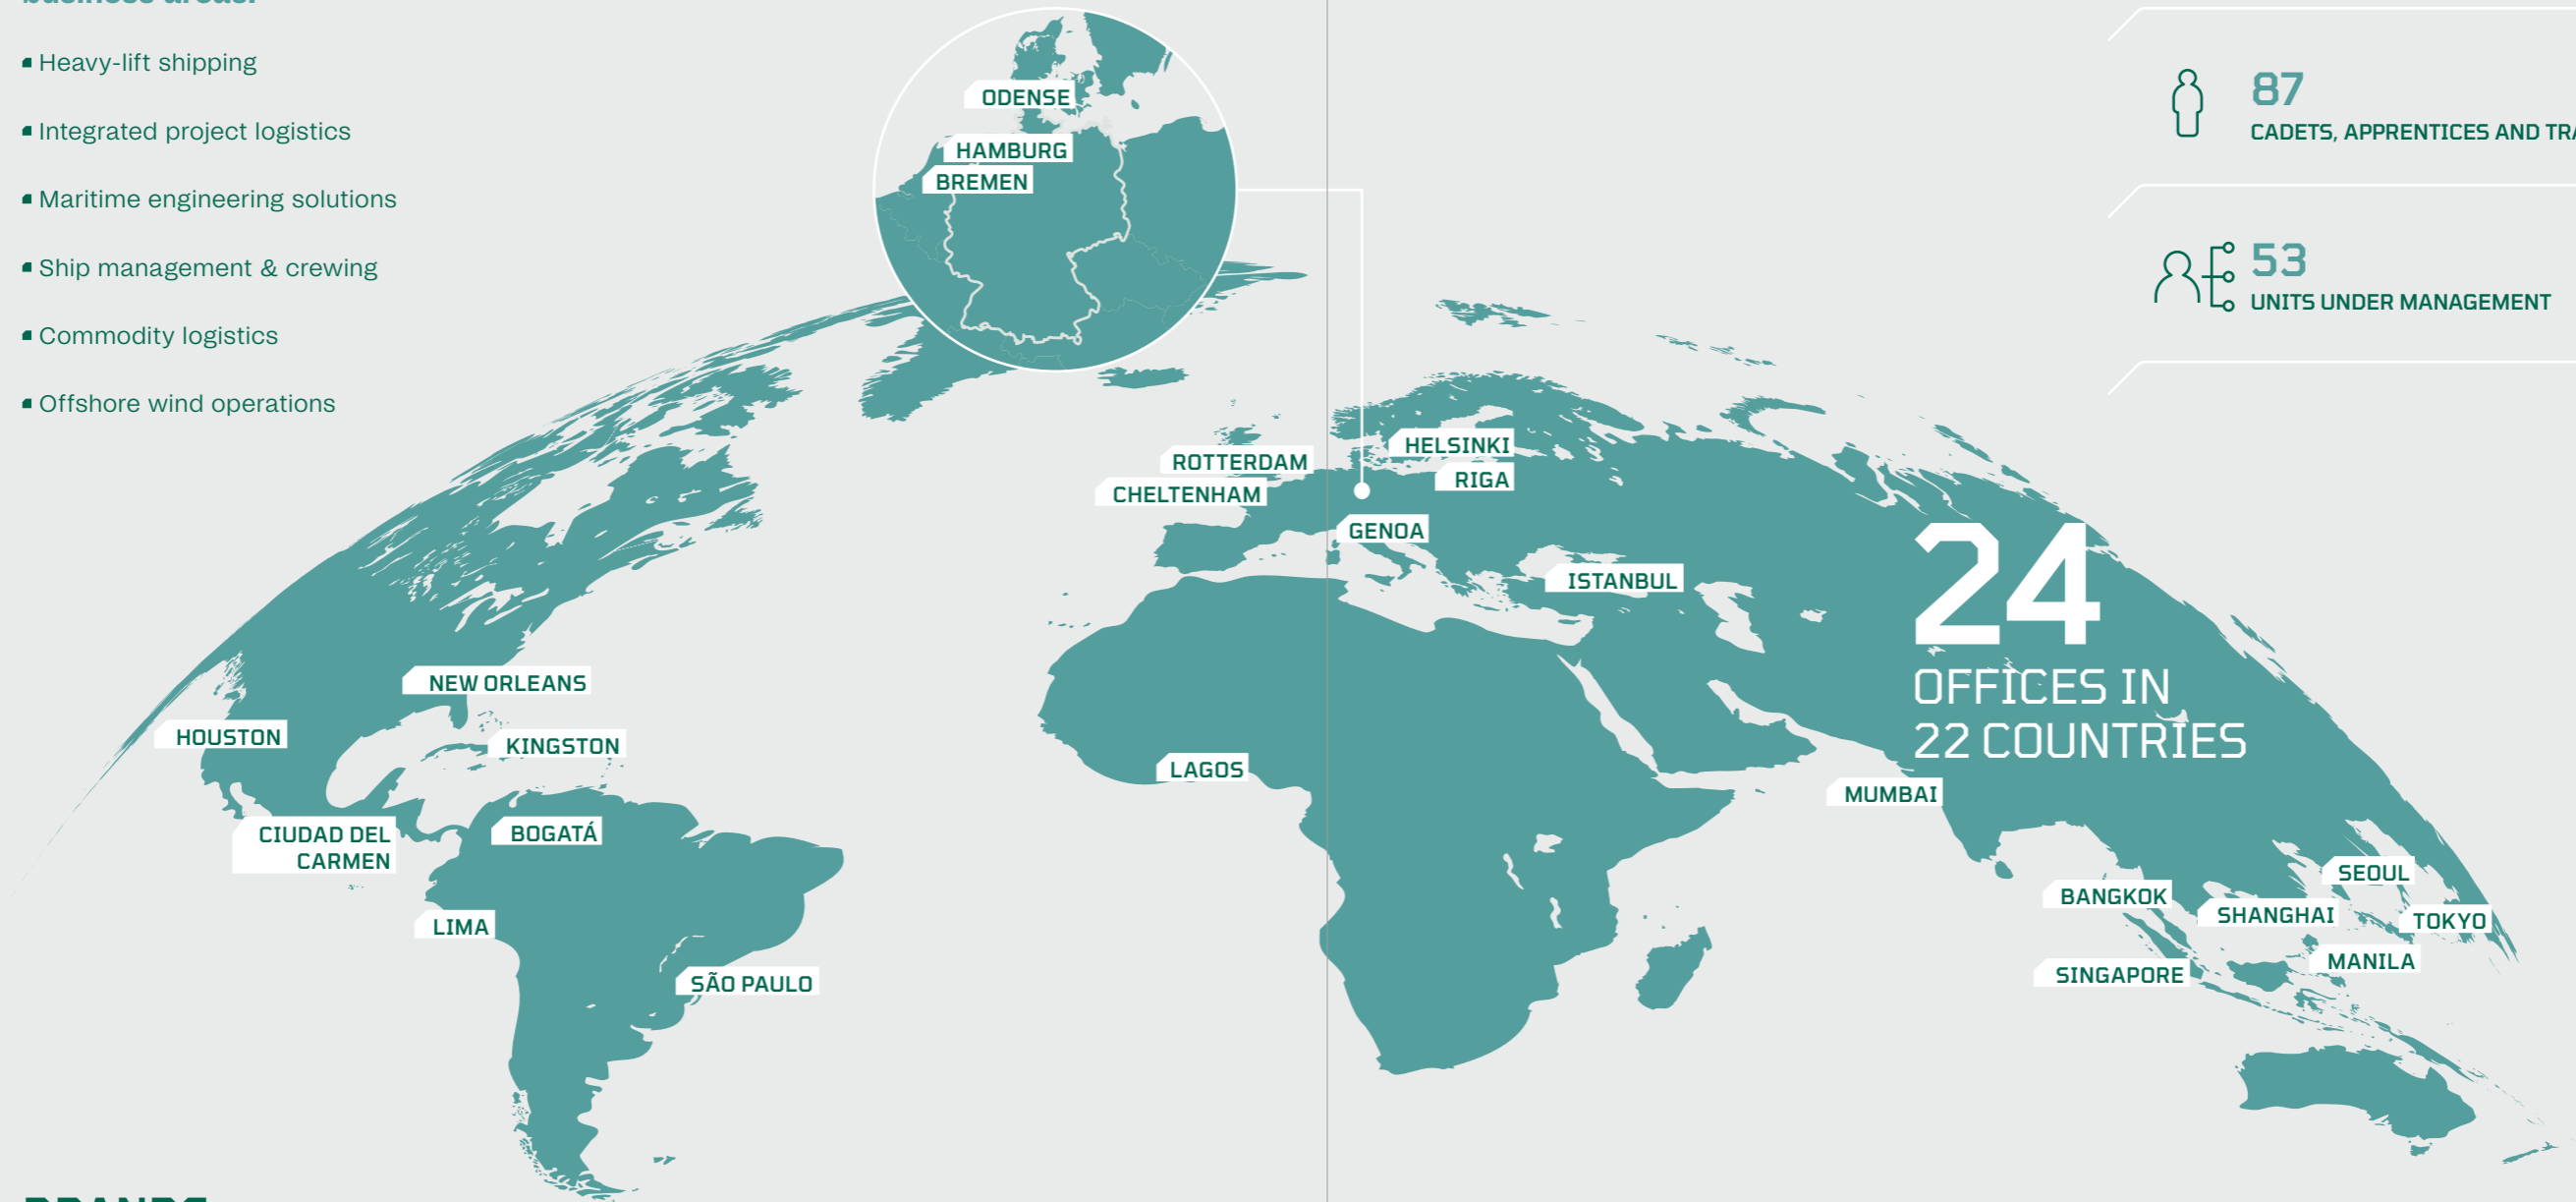 business areas:
Heavy-lift shipping
Integrated project logistics
Maritime engineering solutions
Ship management & crewing
Commodity logistics
Offshore wind operations
ODENSE
HAMBURG
BREMEN
87
CADETS, APPRENTICES AND
53
UNITS UNDER MANAGEMENT
HELSINKI
ROTTERDAM
RIGA
CHELTENHAM
GENOA
ISTANBUL
24
OFFICES IN
22 COUNTRIES
NEW ORLEANS
HOUSTON
KINGSTON
LAGOS
MUMBAI
CIUDAD DEL
CARMEN
BOGATÁ
LIMA
SÃO PAULO
SEOUL
BANGKOK
SHANGHAI
TOKYO
MANILA
SINGAPORE
BRANDS